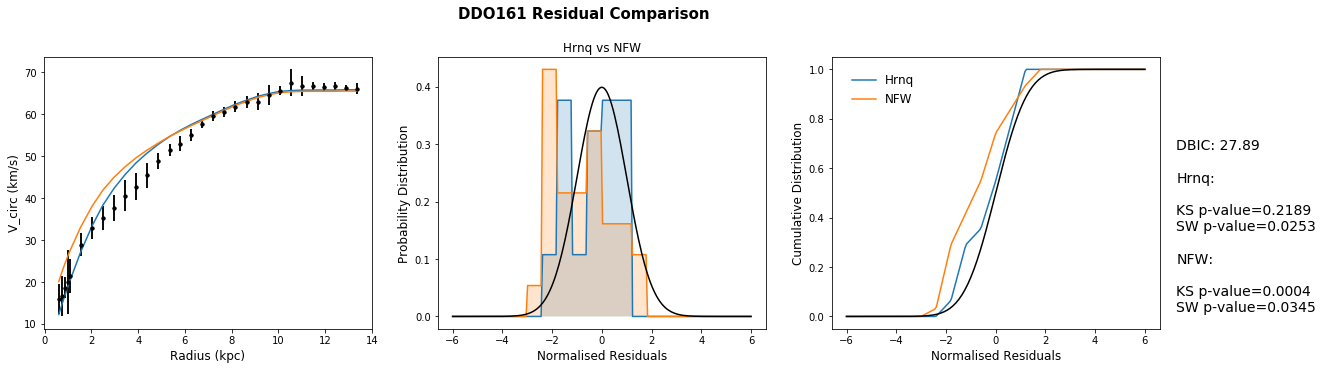 DDO161 Residual Comparison
V_circ (km/s)
70
60
50
40
30
20
10
0 2 4 6 8 10 12 14
Radius (kpc)
Hrnq vs NFW
Probability Distribution
0.4
0.3
0.2
0.1
0.0
−6 −4 −2 0 2 4 6
Normalised Residuals
Cumulative Distribution
1.0
0.8
0.6
0.4
0.2
0.0
Hrnq
NFW
−6 −4 −2 0 2 4 6
Normalised Residuals
DBIC: 27.89
Hrnq:
KS p-value=0.2189
SW p-value=0.0253
NFW:
KS p-value=0.0004
SW p-value=0.0345